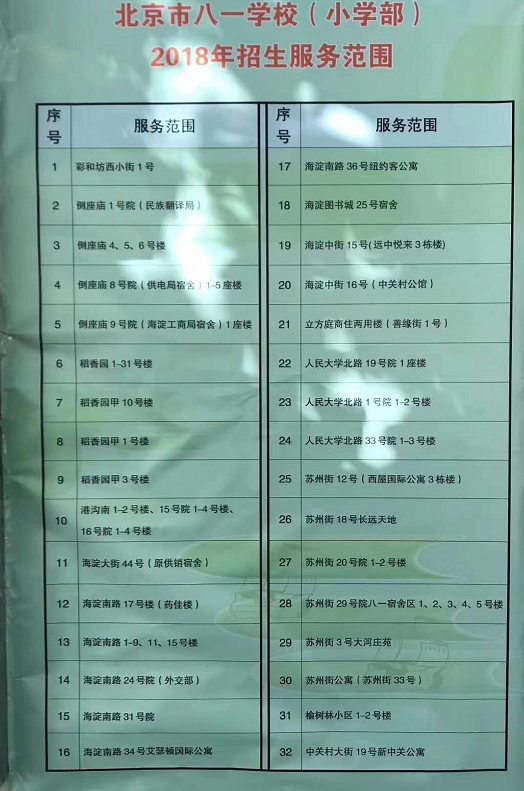 北京市八一学校（小学部）
2018年招生服务范围
序号 服务范围
1 彩和坊西小街1号
2 倒座庙1号院（民族翻译局）
3 倒座庙4、5、6号楼
4 倒座庙8号院（供电局宿舍）1-5座楼
5 倒座庙9号院（海淀工商局宿舍）1座楼
6 稻香园1-31号楼
7 稻香园甲10号楼
8 稻香园甲1号楼
9 稻香园甲3号楼
10 港沟南1-2号楼、15号院1-4号楼、
16号院1-4号楼
11 海淀大街44号（原供销宿舍）
12 海淀南路17号楼（药佳楼）
13 海淀南路1-9、11、15号楼
14 海淀南路24号院（外交部）
15 海淀南路31号院
16 海淀南路34号艾瑟顿国际公寓
序号 服务范围
17 海淀南路36号纽约客公寓
18 海淀图书城25号宿舍
19 海淀中街15号(远中悦来3栋楼)
20 海淀中街16号（中关村公馆）
21 立方庭商住两用楼（善缘街1号）
22 人民大学北路19号院1座楼
23 人民大学北路1号院1-2号楼
24 人民大学北路33号院1-3号楼
25 苏州街12号（西屋国际公寓3栋楼）
26 苏州街18号长远天地
27 苏州街20号院1-2号楼
28 苏州街29号院八一宿舍区1、2、3、4、5号楼
29 苏州街3号大河庄苑
30 苏州街公寓（苏州街33号）
31 榆树林小区1-2号楼
32 中关村大街19号新中关公寓